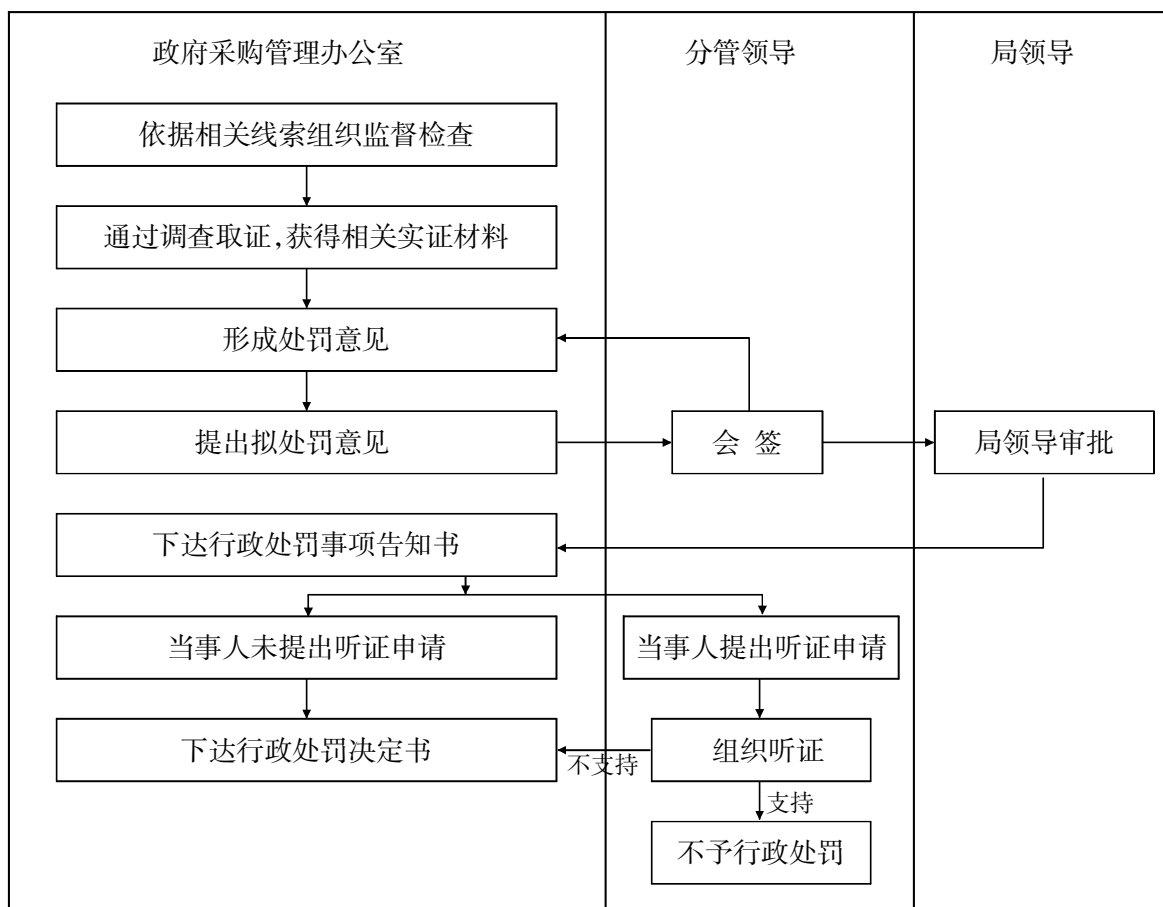 政府采购管理办公室
分管领导
局领导
依据相关线索组织监督检查
通过调查取证,获得相关实证材料
形成处罚意见
提出拟处罚意见
会 签
局领导审批
下达行政处罚事项告知书
当事人未提出听证申请
当事人提出听证申请
下达行政处罚决定书
不支持
组织听证
支持
不予行政处罚